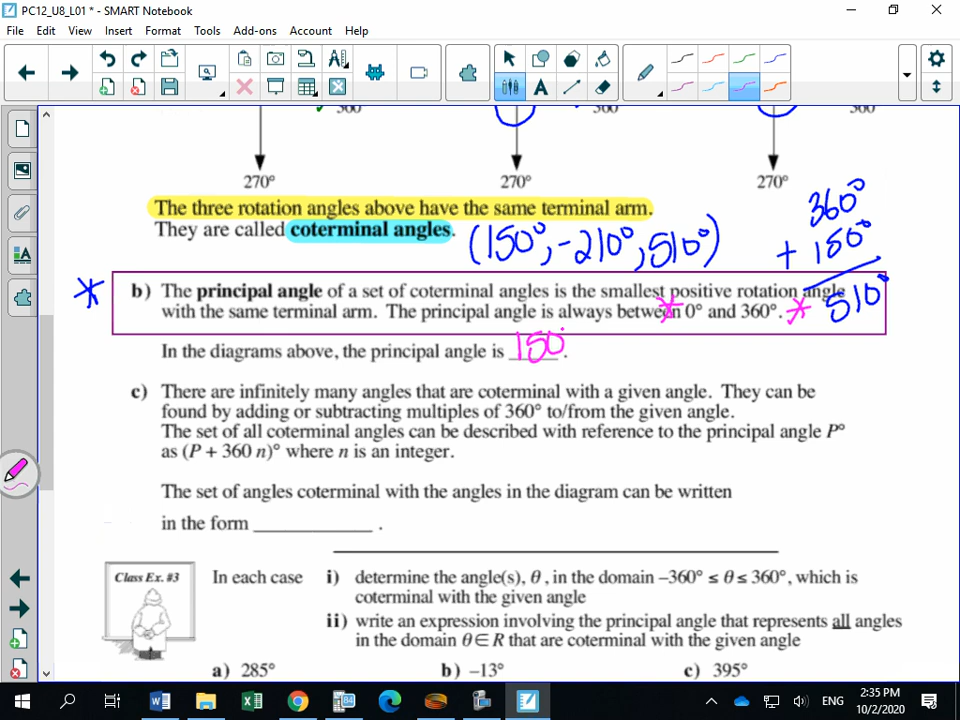 PC12_U8_L01 * - SMART Notebook
File Edit View Insert Format Tools Add-ons Account Help
360 360 360
270° 270° 270°
The three rotation angles above have the same terminal arm.
They are called coterminal angles. (150°, -210°, 510°)
360°
+ 150°
510°
* b) The principal angle of a set of coterminal angles is the smallest positive rotation angle
with the same terminal arm. The principal angle is always between 0° and 360°. *
In the diagrams above, the principal angle is 150°.
c) There are infinitely many angles that are coterminal with a given angle. They can be
found by adding or subtracting multiples of 360° to/from the given angle.
The set of all coterminal angles can be described with reference to the principal angle P°
as (P + 360 n)° where n is an integer.
The set of angles coterminal with the angles in the diagram can be written
in the form ____________ .
Class Ex. #3 In each case i) determine the angle(s), θ , in the domain –360° ≤ θ ≤ 360°, which is
coterminal with the given angle
ii) write an expression involving the principal angle that represents all angles
in the domain θ ∈ R that are coterminal with the given angle
a) 285° b) –13° c) 395°
ENG 2:35 PM
10/2/2020